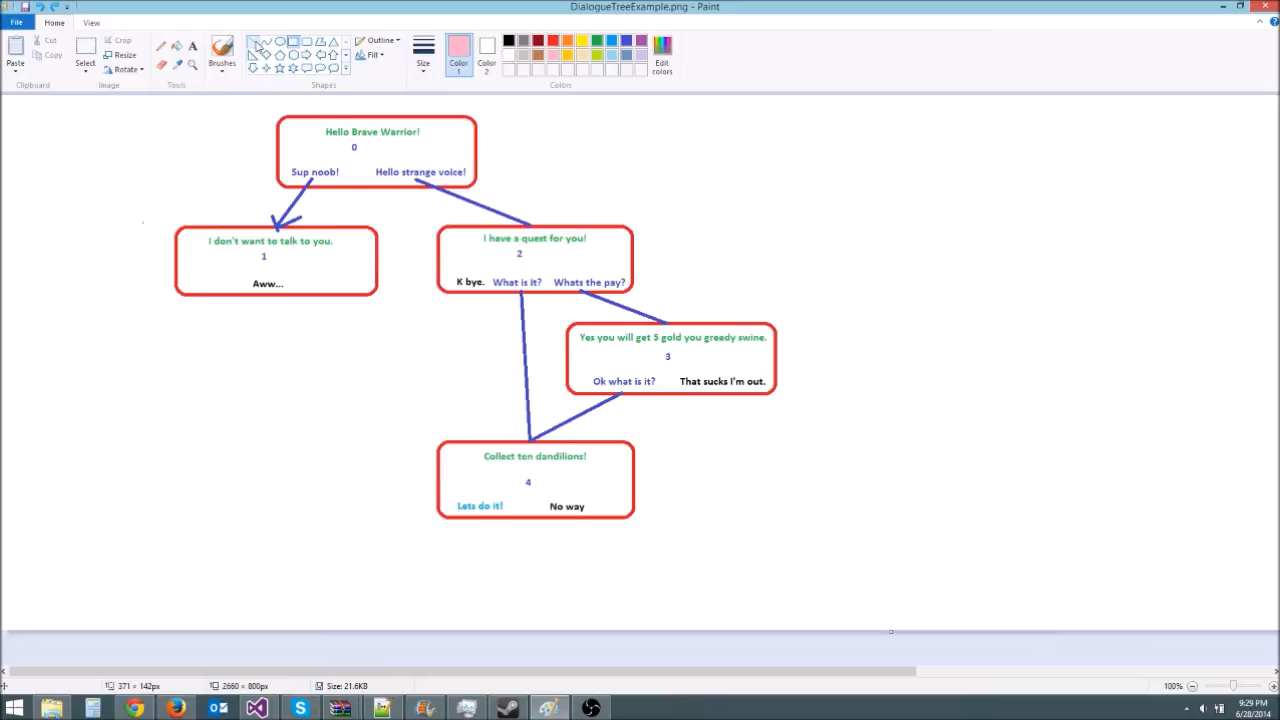 DialogueTreeExample.png - Paint
File
Home
View
Paste
Cut
Copy
Clipboard
Select
Crop
Resize
Rotate
Image
Tools
Brushes
Outline
Fill
Shapes
Size
Color
1
Color
2
Edit
colors
Colors
Hello Brave Warrior!
0
Sup noob! Hello strange voice!
I don't want to talk to you.
1
Aww...
I have a quest for you!
2
K bye. What is it? Whats the pay?
Yes you will get 5 gold you greedy swine.
3
Ok what is it? That sucks I'm out.
Collect ten dandilions!
4
Lets do it! No way
371 × 142px
2660 × 800px
Size: 21.6KB
100%
9:29 PM
6/28/2014